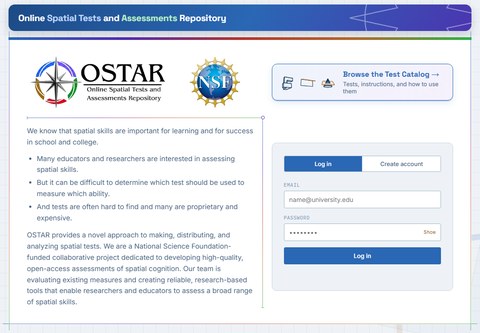 Online Spatial Tests and Assessments Repository
OSTAR
Online Spatial Tests and
Assessments Repository
NSF
Browse the Test Catalog →
Tests, instructions, and how to use
them
We know that spatial skills are important for learning and for success
in school and college.
• Many educators and researchers are interested in assessing
spatial skills.
• But it can be difficult to determine which test should be used to
measure which ability.
• And tests are often hard to find and many are proprietary and
expensive.
OSTAR provides a novel approach to making, distributing, and
analyzing spatial tests. We are a National Science Foundation-
funded collaborative project dedicated to developing high-quality,
open-access assessments of spatial cognition. Our team is
evaluating existing measures and creating reliable, research-based
tools that enable researchers and educators to assess a broad range
of spatial skills.
Log in
Create account
EMAIL
name@university.edu
PASSWORD
••••••••
Show
Log in